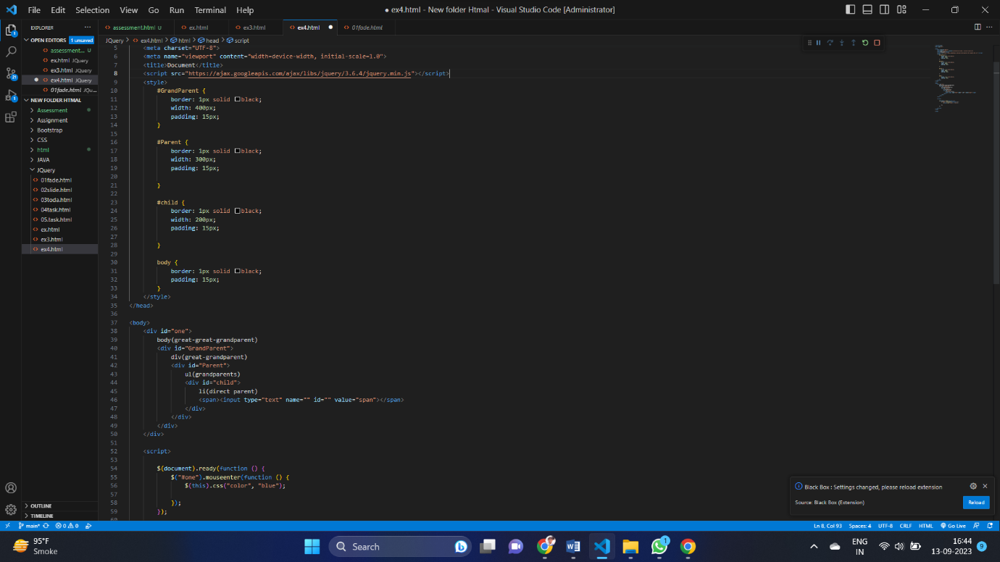 File Edit Selection View Go Run Terminal Help
● ex4.html - New folder Htmal - Visual Studio Code [Administrator]
EXPLORER ···
OPEN EDITORS 1 unsaved
assessment... U
ex.html JQuery
ex3.html JQuery
ex4.html JQuery
01fade.html JQu...
NEW FOLDER HTMAL
Assessment
Assignment
Bootstrap
CSS
html
JAVA
JQuery
01fade.html
02slide.html
03toda.html
04task.html
05.task.html
ex.html
ex3.html
ex4.html
OUTLINE
TIMELINE
1
21
1
assessment.html U ex.html ex3.html ex4.html ● 01fade.html
JQuery > ex4.html > html > head > script
5 <meta charset="UTF-8">
6 <meta name="viewport" content="width=device-width, initial-scale=1.0">
7 <title>Document</title>
8 <script src="https://ajax.googleapis.com/ajax/libs/jquery/3.6.4/jquery.min.js"></script>
9 <style>
10 #GrandParent {
11 border: 1px solid black;
12 width: 400px;
13 padding: 15px;
14 }
15
16 #Parent {
17 border: 1px solid black;
18 width: 300px;
19 padding: 15px;
20
21 }
22
23 #child {
24 border: 1px solid black;
25 width: 200px;
26 padding: 15px;
27
28 }
29
30 body {
31 border: 1px solid black;
32 padding: 15px;
33 }
34 </style>
35 </head>
36
37 <body>
38 <div id="one">
39 body(great-great-grandparent)
40 <div id="GrandParent">
41 div(great-grandparent)
42 <div id="Parent">
43 ul(grandparents)
44 <div id="child">
45 li(direct parent)
46 <span><input type="text" name="" id="" value="span"></span>
47 </div>
48 </div>
49 </div>
50 </div>
51
52 <script>
53
54 $(document).ready(function () {
55 $("#one").mouseenter(function () {
56 $(this).css("color", "blue");
57
58 });
59 });
60
Black Box : Settings changed, please reload extension
Source: Black Box (Extension) Reload
main* 0 0 Ln 8, Col 93 Spaces: 4 UTF-8 CRLF HTML Go Live
95°F
Smoke
Search
1
ENG
IN
16:44
13-09-2023
9